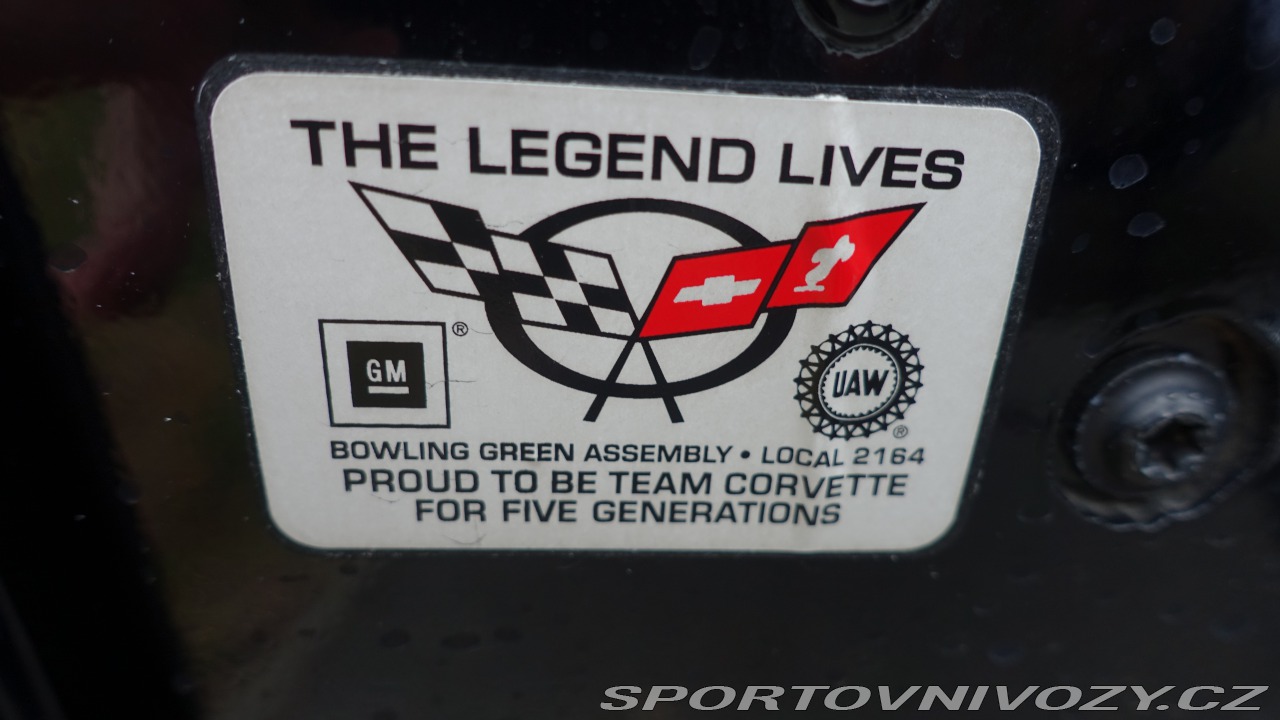 THE LEGEND LIVES
GM ®
UAW ®
BOWLING GREEN ASSEMBLY • LOCAL 2164
PROUD TO BE TEAM CORVETTE
FOR FIVE GENERATIONS
SPORTOVNIVOZY.CZ